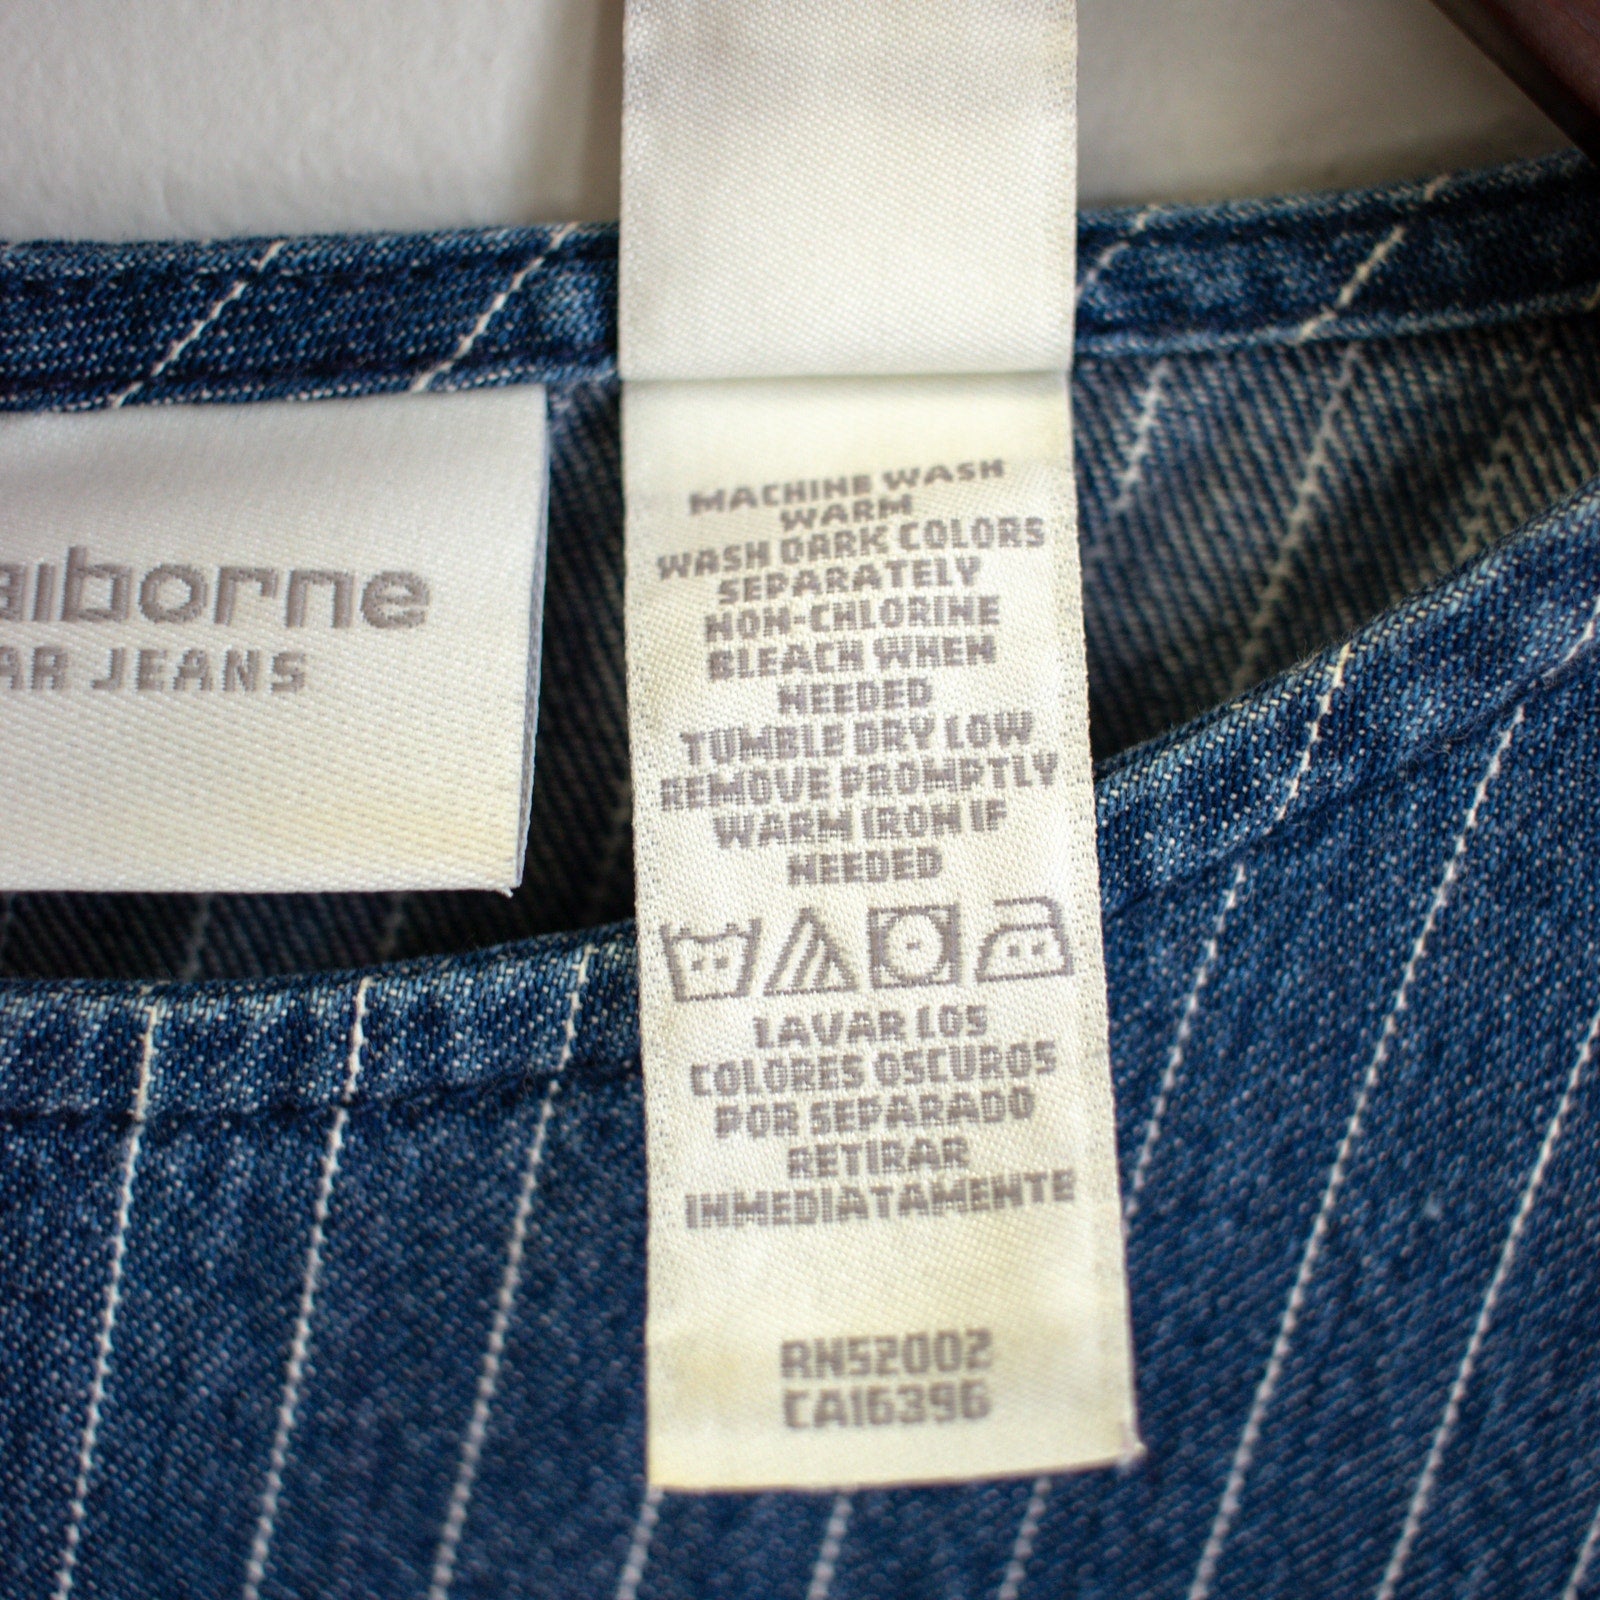 aiborne
AR JEANS
MACHINE WASH
WARM
WASH DARK COLORS
SEPARATELY
NON-CHLORINE
BLEACH WHEN
NEEDED
TUMBLE DRY LOW
REMOVE PROMPTLY
WARM IRON IF
NEEDED
LAVAR LOS
COLORES OSCUROS
POR SEPARADO
RETIRAR
INMEDIATAMENTE
RN52002
CA16396